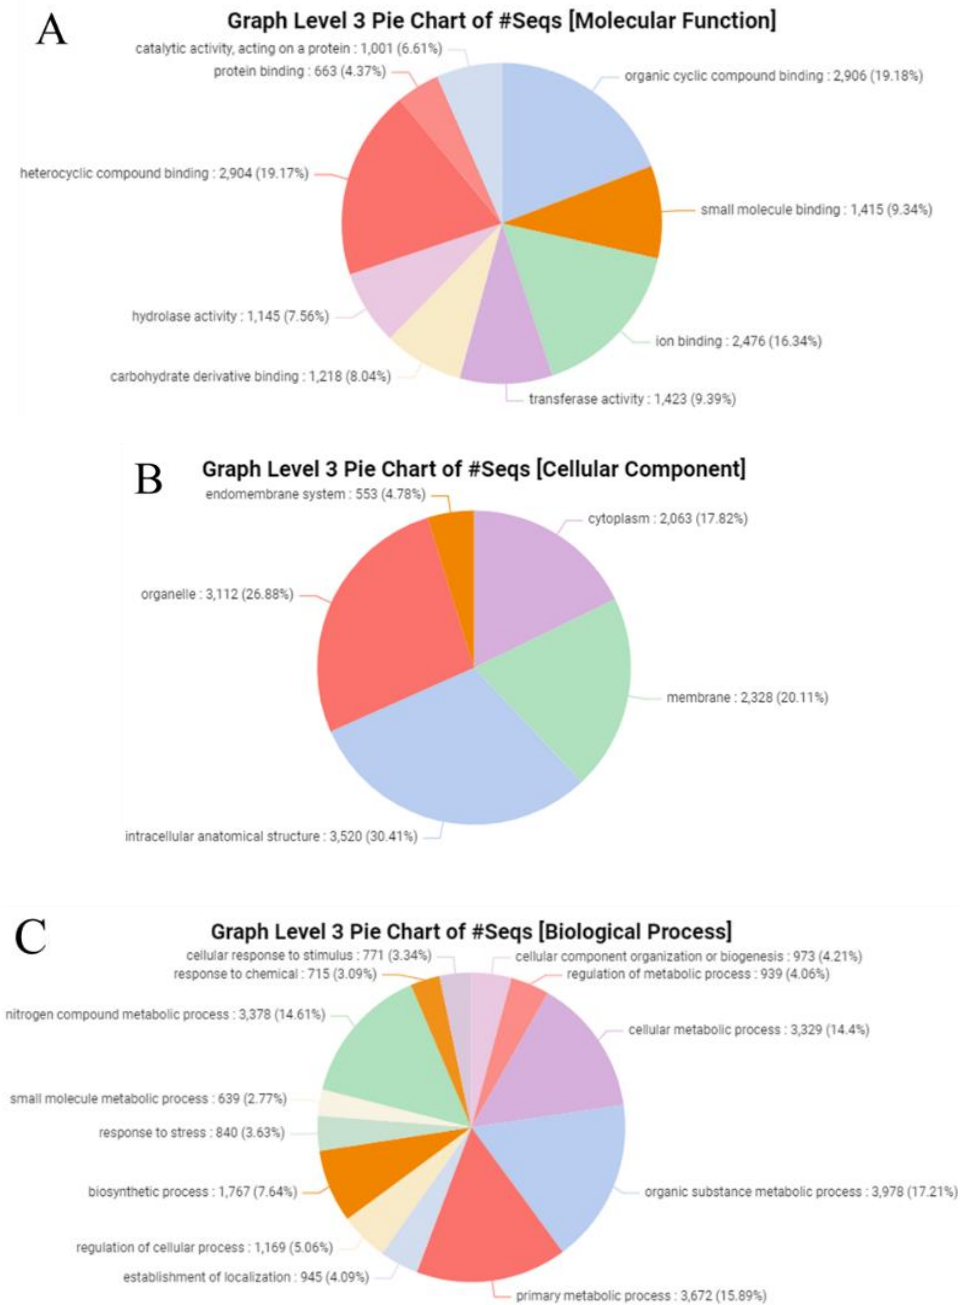 A
Graph Level 3 Pie Chart of #Seqs [Molecular Function]
catalytic activity, acting on a protein : 1,001 (6.61%)
protein binding : 663 (4.37%)
organic cyclic compound binding : 2,906 (19.18%)
heterocyclic compound binding : 2,904 (19.17%)
small molecule binding : 1,415 (9.34%)
hydrolase activity : 1,145 (7.56%)
ion binding : 2,476 (16.34%)
carbohydrate derivative binding : 1,218 (8.04%)
transferase activity : 1,423 (9.39%)
B
Graph Level 3 Pie Chart of #Seqs [Cellular Component]
endomembrane system : 553 (4.78%)
cytoplasm : 2,063 (17.82%)
organelle : 3,112 (26.88%)
membrane : 2,328 (20.11%)
intracellular anatomical structure : 3,520 (30.41%)
C
Graph Level 3 Pie Chart of #Seqs [Biological Process]
cellular response to stimulus : 771 (3.34%)
cellular component organization or biogenesis : 973 (4.21%)
response to chemical : 715 (3.09%)
regulation of metabolic process : 939 (4.06%)
nitrogen compound metabolic process : 3,378 (14.61%)
cellular metabolic process : 3,329 (14.4%)
small molecule metabolic process : 639 (2.77%)
response to stress : 840 (3.63%)
biosynthetic process : 1,767 (7.64%)
organic substance metabolic process : 3,978 (17.21%)
regulation of cellular process : 1,169 (5.06%)
establishment of localization : 945 (4.09%)
primary metabolic process : 3,672 (15.89%)